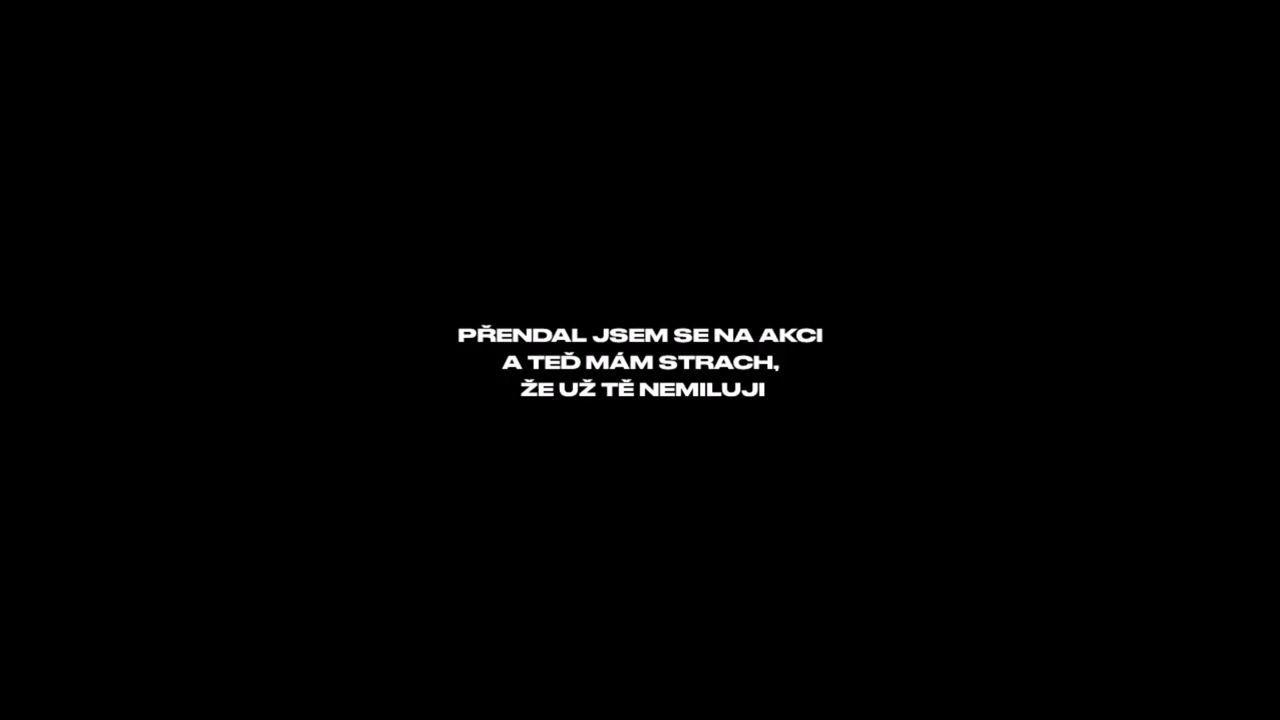 PŘENDAL JSEM SE NA AKCI
A TEĎ MÁM STRACH,
ŽE UŽ TĚ NEMILUJI